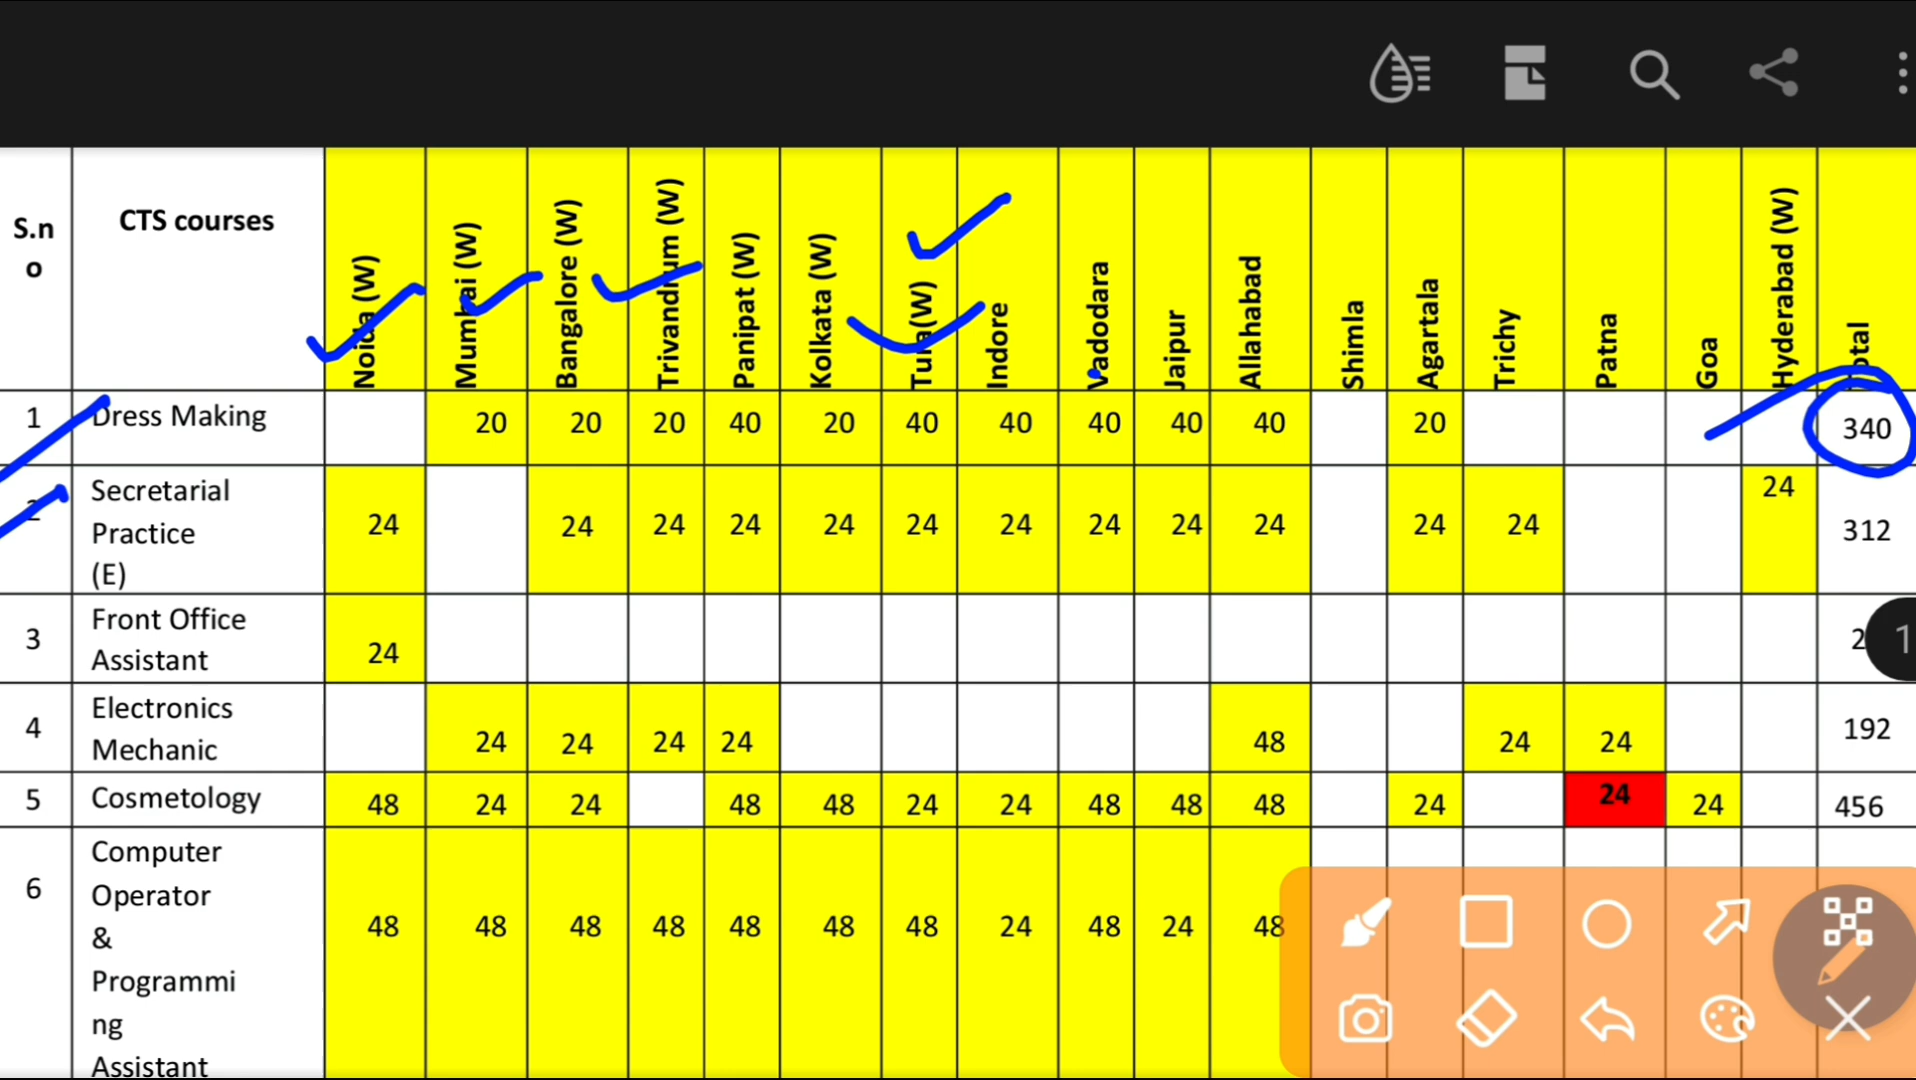 S.n
o
CTS courses
Noida (W)
Mumbai (W)
Bangalore (W)
Trivandrum (W)
Panipat (W)
Kolkata (W)
Tura(W)
Indore
Vadodara
Jaipur
Allahabad
Shimla
Agartala
Trichy
Patna
Goa
Hyderabad (W)
Total
1 Dress Making 20 20 20 40 20 40 40 40 40 40 20 340
2 Secretarial
Practice
(E)
24 24 24 24 24 24 24 24 24 24 24 24 24 312
3 Front Office
Assistant
24 1
4 Electronics
Mechanic
24 24 24 24 48 24 24 192
5 Cosmetology 48 24 24 48 48 24 24 48 48 48 24 24 24 456
6 Computer
Operator
&
Programmi
ng
Assistant
48 48 48 48 48 48 48 24 48 24 48